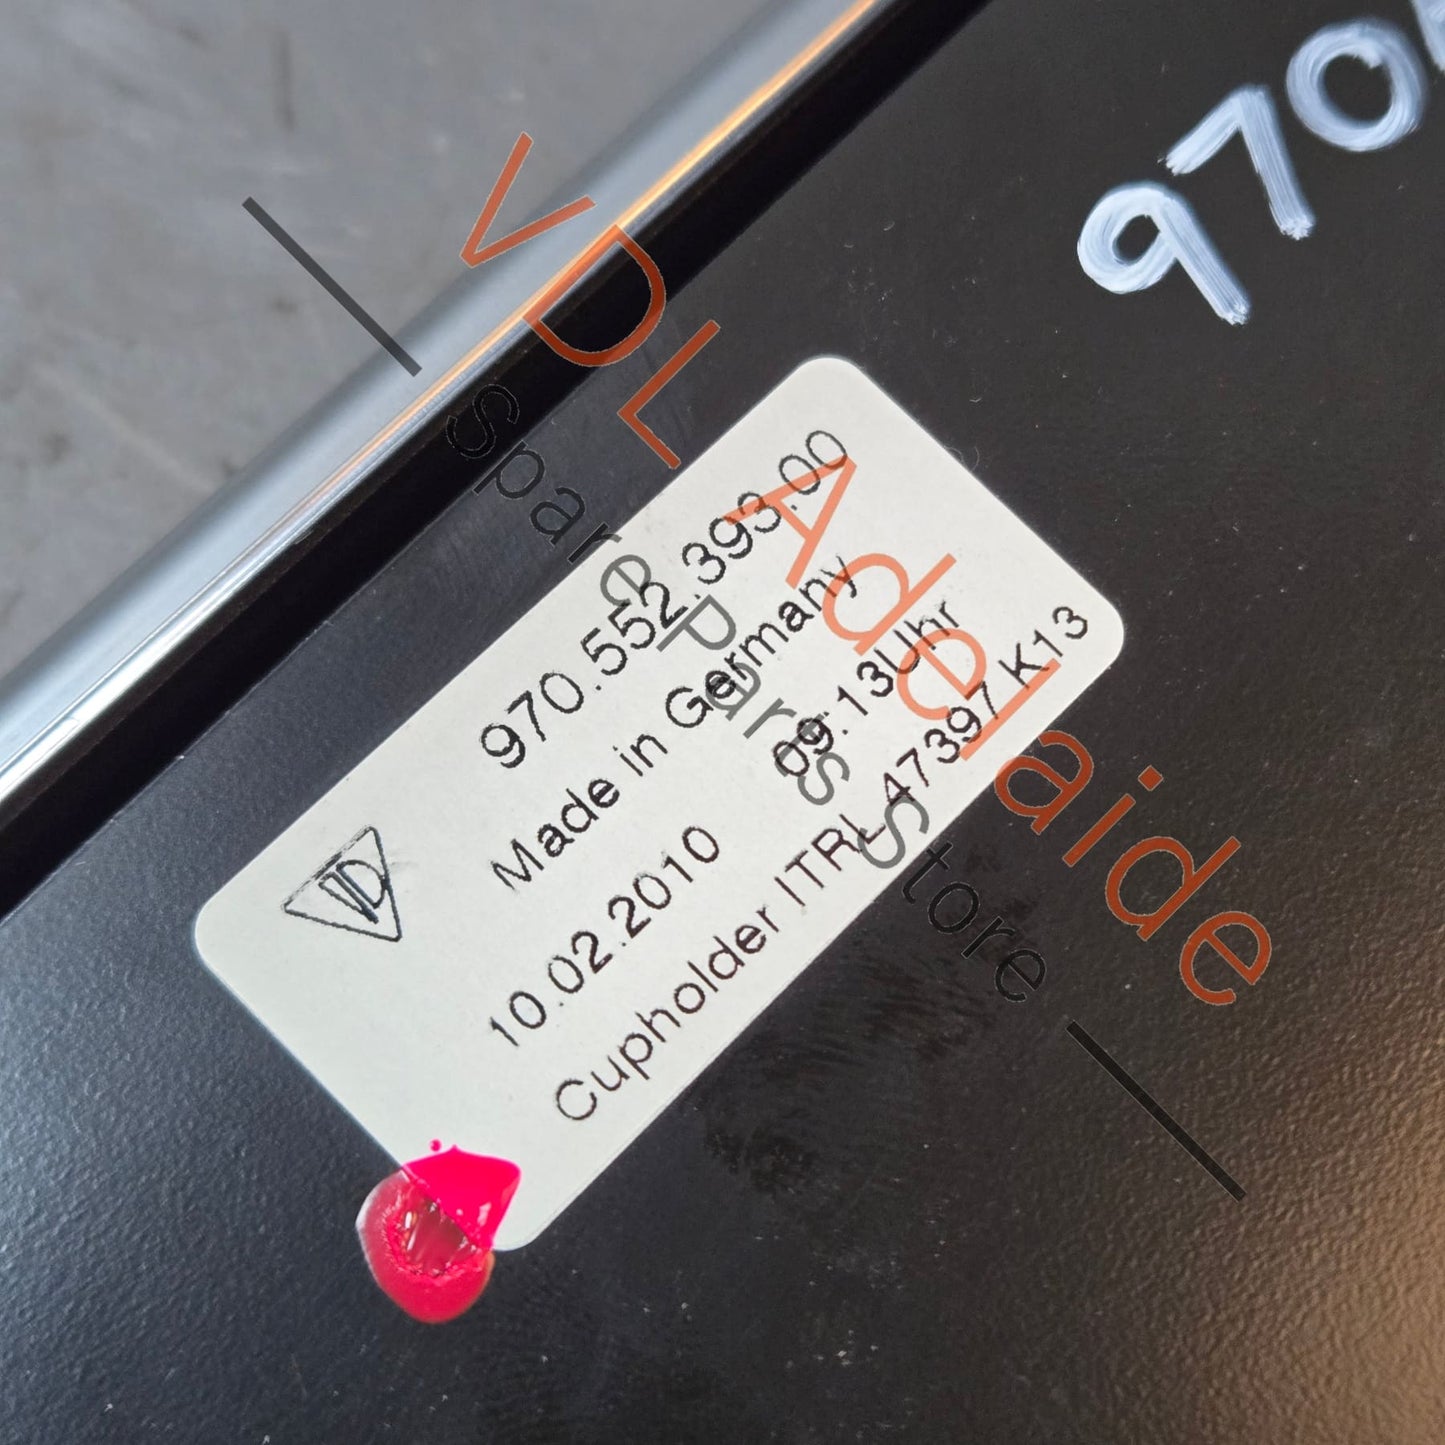 970
970.552.393.00
Made in Germany
10.02.2010 09:13Uhr
Cupholder ITRL 47397 K13
VDL Adelaide
Spare Parts Store